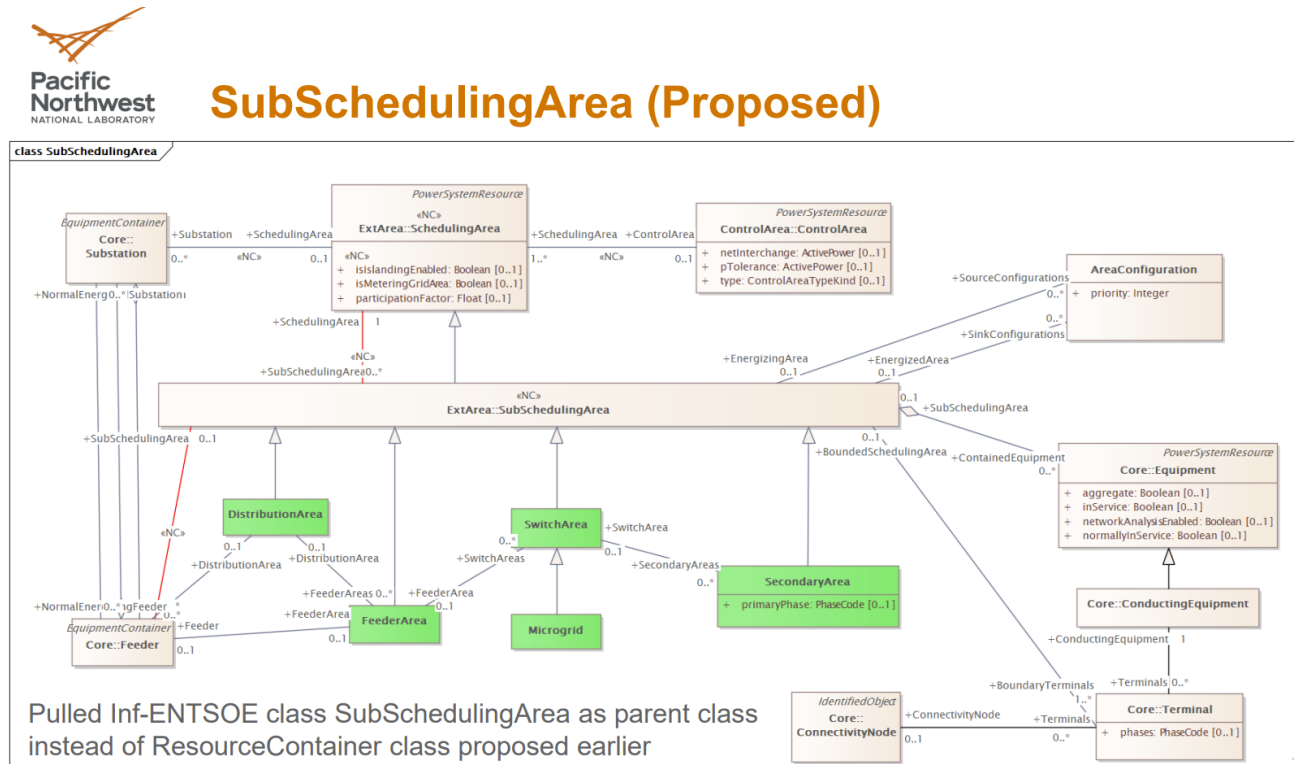 Pacific
Northwest
NATIONAL LABORATORY
SubSchedulingArea (Proposed)
class SubSchedulingArea
EquipmentContainer
Core::
Substation
+Substation +SchedulingArea
0..* «NC» 0..1
PowerSystemResource
«NC»
ExtArea::SchedulingArea
«NC»
+ isIslandingEnabled: Boolean [0..1]
+ isMeteringGridArea: Boolean [0..1]
+ participationFactor: Float [0..1]
+SchedulingArea +ControlArea
1..* «NC» 0..1
PowerSystemResource
ControlArea::ControlArea
+ netInterchange: ActivePower [0..1]
+ pTolerance: ActivePower [0..1]
+ type: ControlAreaTypeKind [0..1]
AreaConfiguration
+ priority: Integer
+SourceConfigurations
0..*
0..*
+SinkConfigurations
+NormalEnerg 0..* Substation
+SchedulingArea 1
«NC»
+SubSchedulingArea 0..*
+EnergizingArea
0..1
+EnergizedArea
0..1
«NC»
ExtArea::SubSchedulingArea
0..1
+SubSchedulingArea
+ContainedEquipment
0..*
+SubSchedulingArea 0..1
0..1
+BoundedSchedulingArea
PowerSystemResource
Core::Equipment
+ aggregate: Boolean [0..1]
+ inService: Boolean [0..1]
+ networkAnalysisEnabled: Boolean [0..1]
+ normallyInService: Boolean [0..1]
DistributionArea
«NC»
0..1
+DistributionArea
0..1
+DistributionArea
SwitchArea
0..*
+SwitchAreas
+SwitchArea
0..1
+SecondaryAreas
0..*
SecondaryArea
+ primaryPhase: PhaseCode [0..1]
Core::ConductingEquipment
+ConductingEquipment 1
+FeederAreas 0..*
+FeederArea
0..1
+NormalEner 0..* gFeeder
0..*
+Feeder
0..1
+FeederArea
0..1
FeederArea
Microgrid
EquipmentContainer
Core::Feeder
+BoundaryTerminals
1..*
+Terminals 0..*
IdentifiedObject
Core::
ConnectivityNode
+ConnectivityNode
0..1
+Terminals
0..*
Core::Terminal
+ phases: PhaseCode [0..1]
Pulled Inf-ENTSOE class SubSchedulingArea as parent class
instead of ResourceContainer class proposed earlier